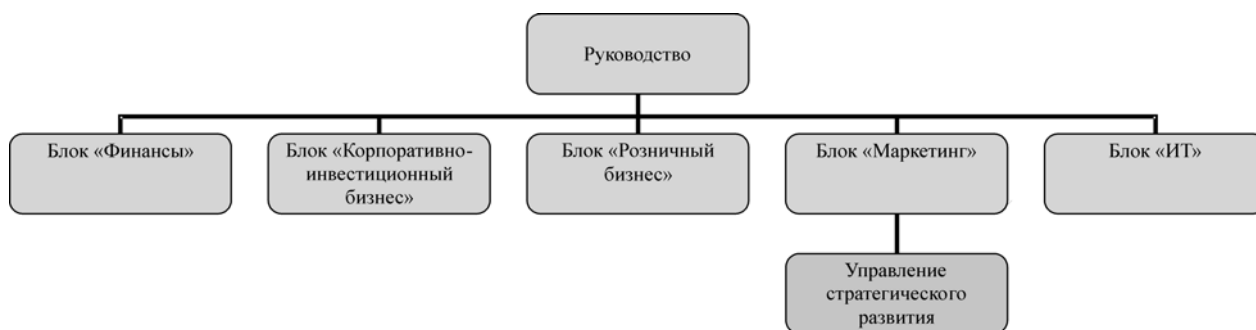 Руководство
Блок «Финансы»
Блок «Корпоративно-
инвестиционный
бизнес»
Блок «Розничный
бизнес»
Блок «Маркетинг»
Блок «ИТ»
Управление
стратегического
развития